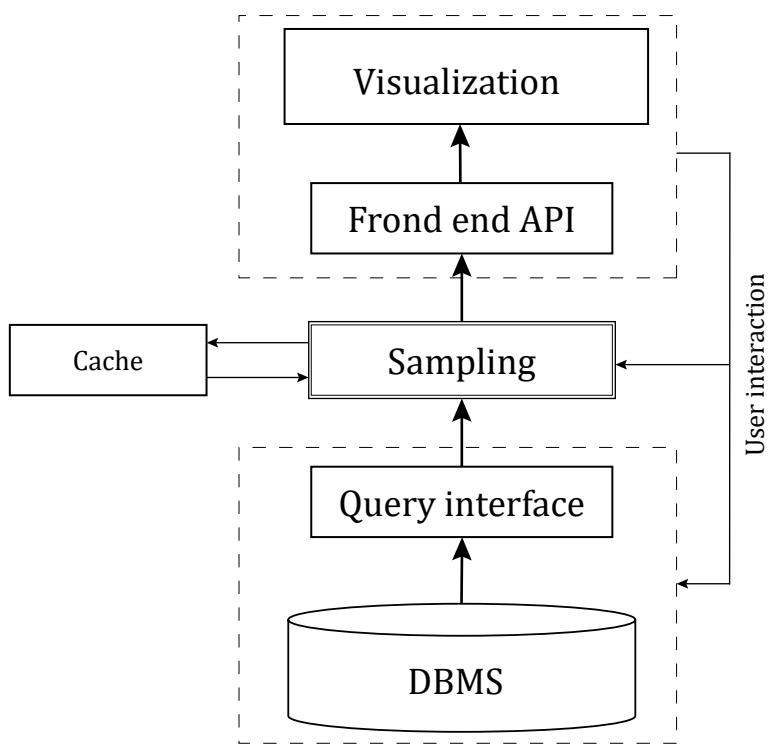 Visualization
Frond end API
Cache
Sampling
User interaction
Query interface
DBMS